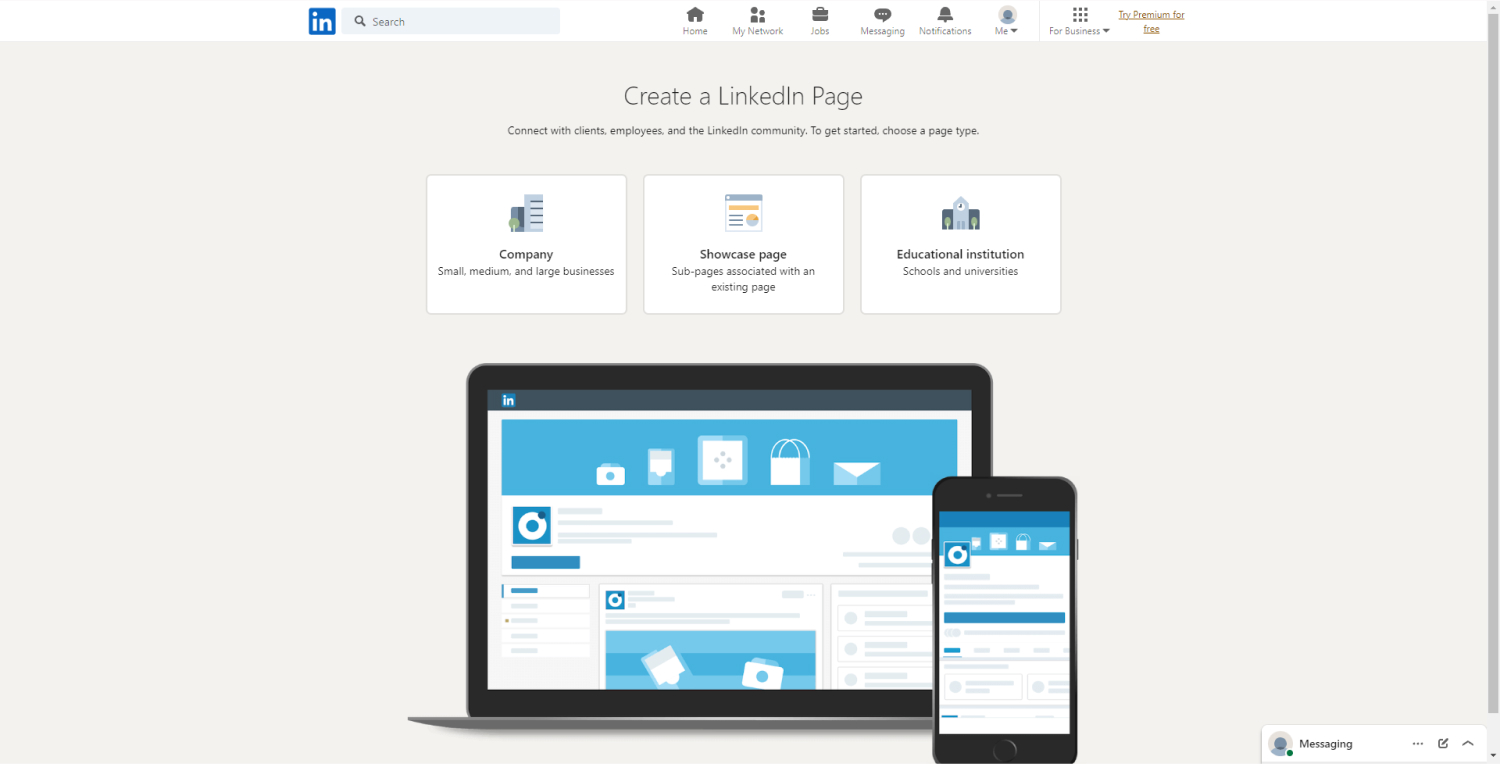 in Search
Home My Network Jobs Messaging Notifications Me For Business Try Premium for
free
Create a LinkedIn Page
Connect with clients, employees, and the LinkedIn community. To get started, choose a page type.
Company
Small, medium, and large businesses
Showcase page
Sub-pages associated with an
existing page
Educational institution
Schools and universities
in
Messaging